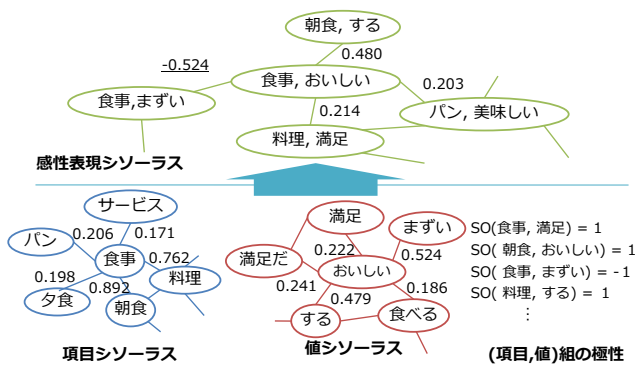 朝食, する
-0.524
0.480
食事, おいしい
0.203
食事,まずい
0.214
パン, 美味しい
料理, 満足
感性表現シソーラス
サービス
パン
0.206
0.171
食事
0.762
料理
0.198
0.892
夕食
朝食
項目シソーラス
満足
まずい
満足だ
0.222
おいしい
0.524
0.241
0.186
0.479
する
食べる
値シソーラス
SO(食事, 満足) = 1
SO( 朝食, おいしい) = 1
SO( 食事, まずい) = -1
SO( 料理, する) = 1
⋮
(項目,値)組の極性